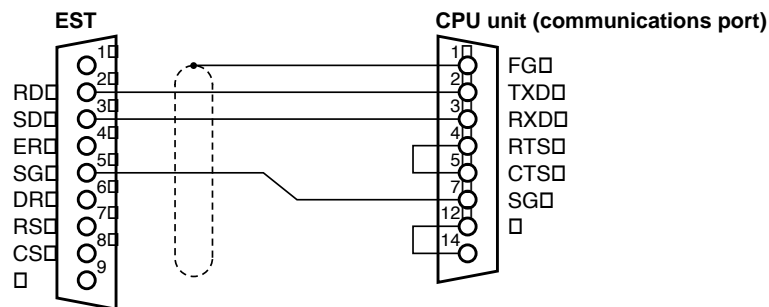 EST
CPU unit (communications port)
1
2
RD
3
SD
4
ER
5
SG
6
DR
7
RS
8
CS
9
1
FG
2
TXD
3
RXD
4
RTS
5
CTS
7
SG
12
14